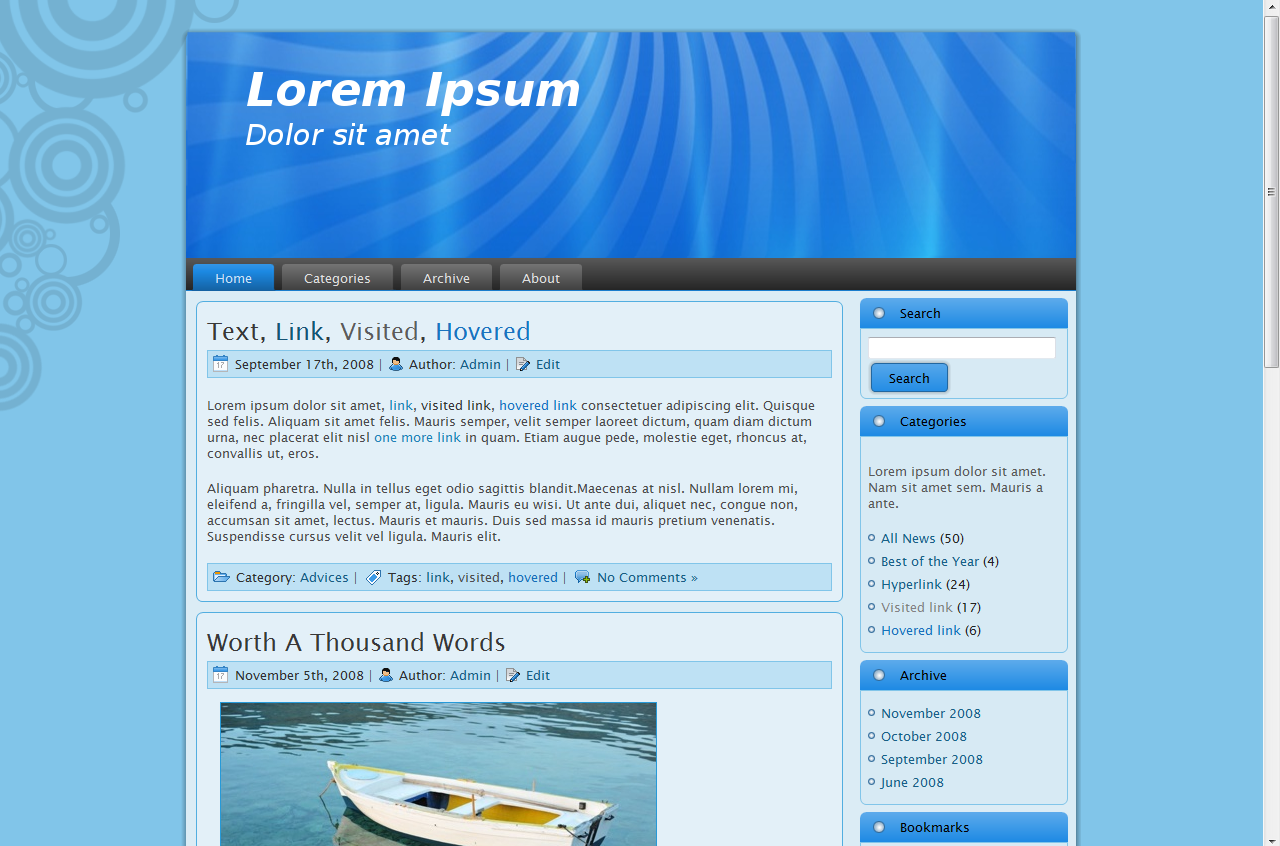 Lorem Ipsum
Dolor sit amet
Home
Categories
Archive
About
Text, Link, Visited, Hovered
17
September 17th, 2008 | Author: Admin | Edit
Lorem ipsum dolor sit amet, link, visited link, hovered link consectetuer adipiscing elit. Quisque
sed felis. Aliquam sit amet felis. Mauris semper, velit semper laoreet dictum, quam diam dictum
urna, nec placerat elit nisl one more link in quam. Etiam augue pede, molestie eget, rhoncus at,
convallis ut, eros.
Aliquam pharetra. Nulla in tellus eget odio sagittis blandit.Maecenas at nisl. Nullam lorem mi,
eleifend a, fringilla vel, semper at, ligula. Mauris eu wisi. Ut ante dui, aliquet nec, congue non,
accumsan sit amet, lectus. Mauris et mauris. Duis sed massa id mauris pretium venenatis.
Suspendisse cursus velit vel ligula. Mauris elit.
Category: Advices | Tags: link, visited, hovered | No Comments »
Worth A Thousand Words
17
November 5th, 2008 | Author: Admin | Edit
Search
Search
Categories
Lorem ipsum dolor sit amet.
Nam sit amet sem. Mauris a
ante.
All News (50)
Best of the Year (4)
Hyperlink (24)
Visited link (17)
Hovered link (6)
Archive
November 2008
October 2008
September 2008
June 2008
Bookmarks